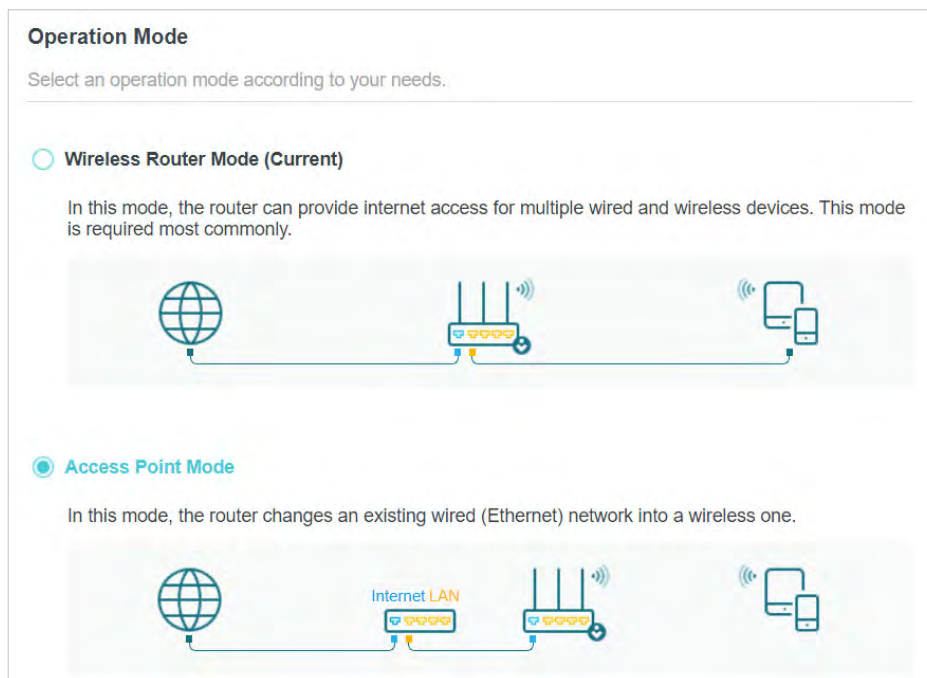 Operation Mode
Select an operation mode according to your needs.
Wireless Router Mode (Current)
In this mode, the router can provide internet access for multiple wired and wireless devices. This mode
is required most commonly.
Access Point Mode
In this mode, the router changes an existing wired (Ethernet) network into a wireless one.
Internet LAN